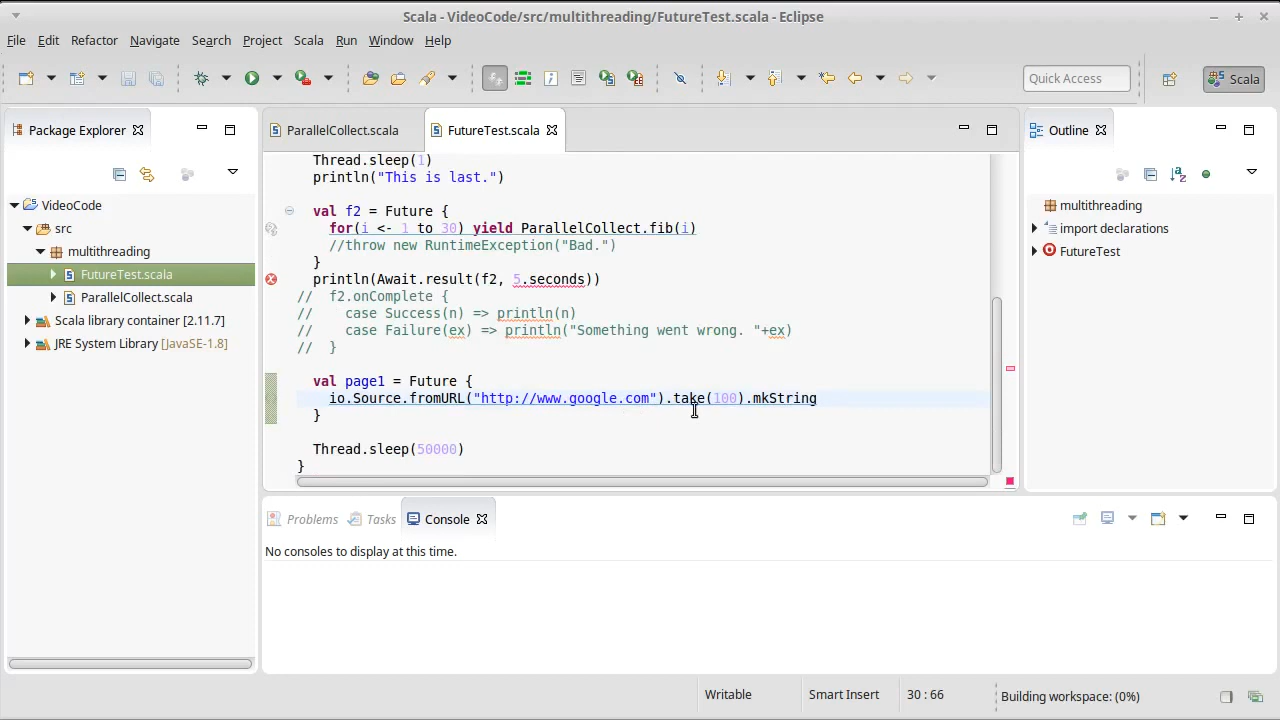 Scala - VideoCode/src/multithreading/FutureTest.scala - Eclipse
File Edit Refactor Navigate Search Project Scala Run Window Help
Quick Access
Scala
Package Explorer
VideoCode
src
multithreading
FutureTest.scala
ParallelCollect.scala
Scala library container [2.11.7]
JRE System Library [JavaSE-1.8]
ParallelCollect.scala FutureTest.scala
Thread.sleep(1)
println("This is last.")
val f2 = Future {
for(i <- 1 to 30) yield ParallelCollect.fib(i)
//throw new RuntimeException("Bad.")
}
println(Await.result(f2, 5.seconds))
// f2.onComplete {
// case Success(n) => println(n)
// case Failure(ex) => println("Something went wrong. "+ex)
// }
val page1 = Future {
io.Source.fromURL("http://www.google.com").take(100).mkString
}
Thread.sleep(50000)
}
Outline
multithreading
import declarations
FutureTest
Problems Tasks Console
No consoles to display at this time.
Writable Smart Insert 30 : 66 Building workspace: (0%)